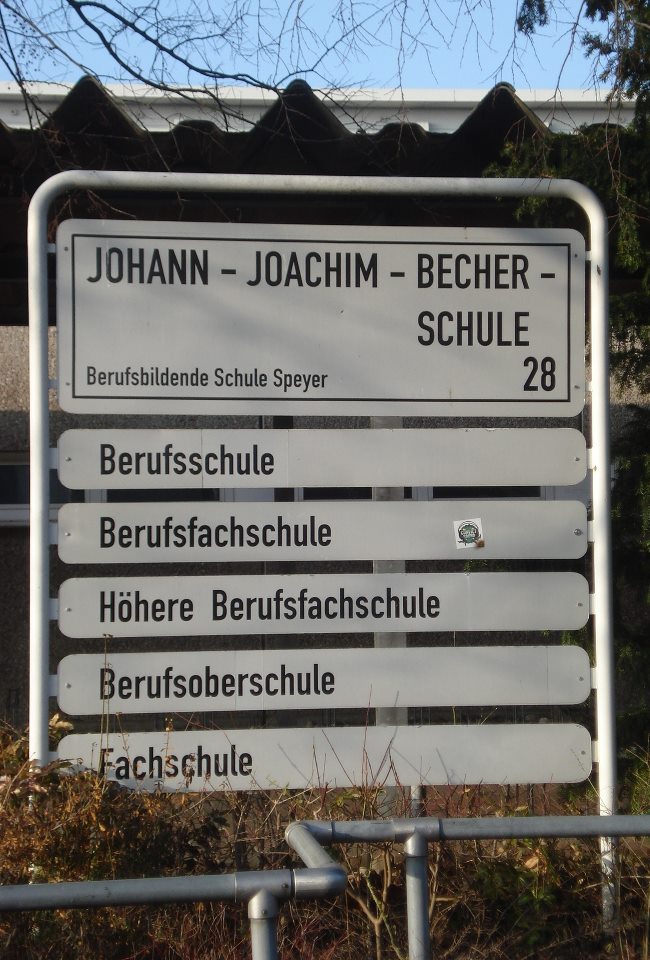 JOHANN - JOACHIM - BECHER -
SCHULE
28
Berufsbildende Schule Speyer
Berufsschule
Berufsfachschule
Höhere Berufsfachschule
Berufsoberschule
Fachschule